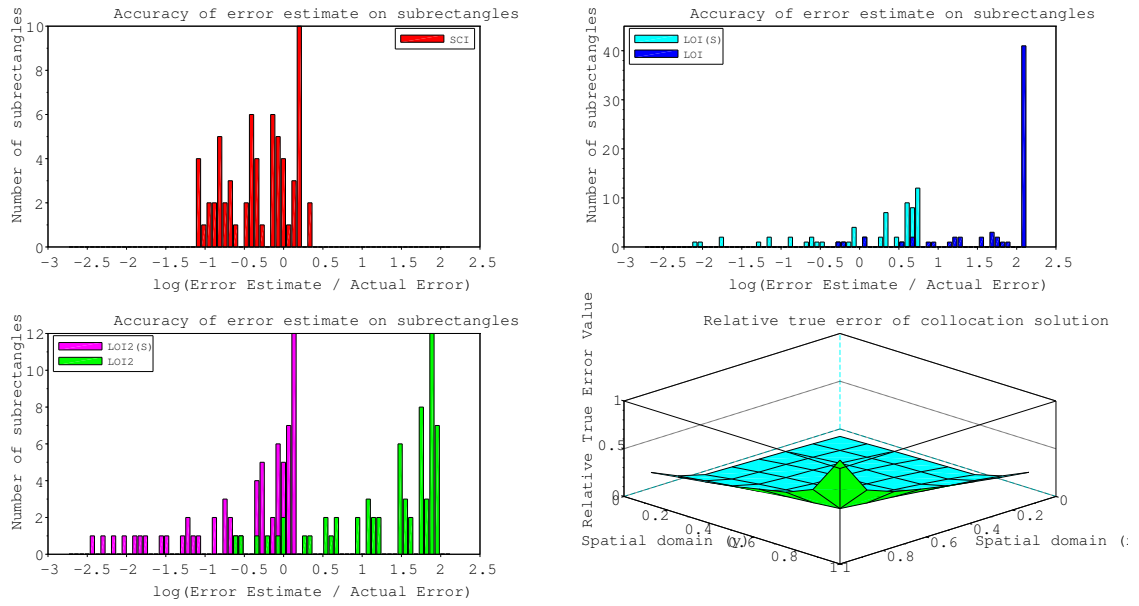 Accuracy of error estimate on subrectangles
Number of subrectangles
10
8
6
4
2
0
SCI
−3 −2.5 −2 −1.5 −1 −0.5 0 0.5 1 1.5 2 2.5
log(Error Estimate / Actual Error)
Accuracy of error estimate on subrectangles
Number of subrectangles
40
30
20
10
0
LOI(S)
LOI
−3 −2.5 −2 −1.5 −1 −0.5 0 0.5 1 1.5 2 2.5
log(Error Estimate / Actual Error)
Accuracy of error estimate on subrectangles
Number of subrectangles
12
10
8
6
4
2
0
LOI2(S)
LOI2
−3 −2.5 −2 −1.5 −1 −0.5 0 0.5 1 1.5 2 2.5
log(Error Estimate / Actual Error)
Relative true error of collocation solution
Relative True Error Value
1
0.5
0
0.2
0.4
0.6
0.8
1
Spatial domain (y)
0
0.2
0.4
0.6
0.8
1
Spatial domain (